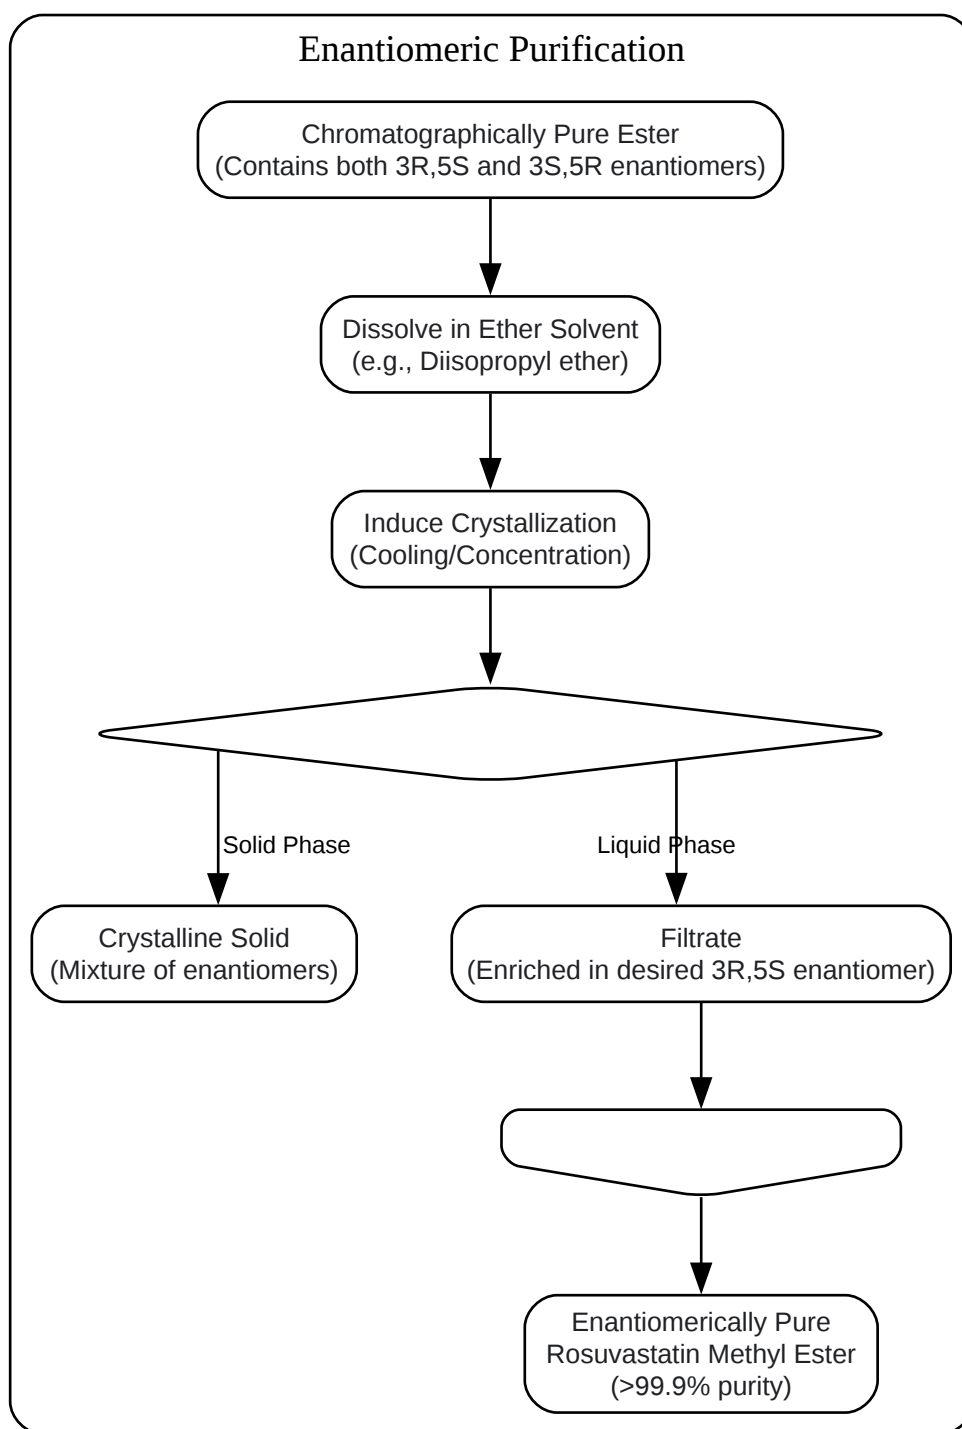 Enantiomeric Purification
Chromatographically Pure Ester
(Contains both 3R,5S and 3S,5R enantiomers)
Dissolve in Ether Solvent
(e.g., Diisopropyl ether)
Induce Crystallization
(Cooling/Concentration)
Solid Phase
Liquid Phase
Crystalline Solid
(Mixture of enantiomers)
Filtrate
(Enriched in desired 3R,5S enantiomer)
Enantiomerically Pure
Rosuvastatin Methyl Ester
(>99.9% purity)